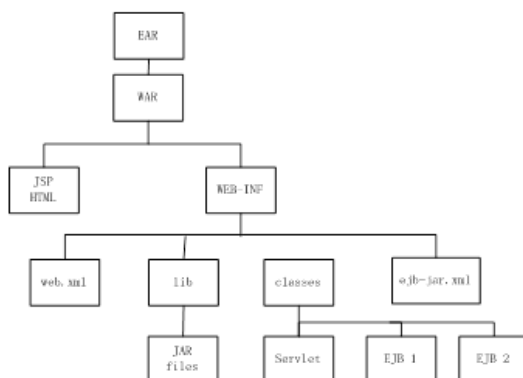 EAR
WAR
JSP
HTML
WEB-INF
web.xml
lib
classes
ejb-jar.xml
JAR
files
Servlet
EJB 1
EJB 2